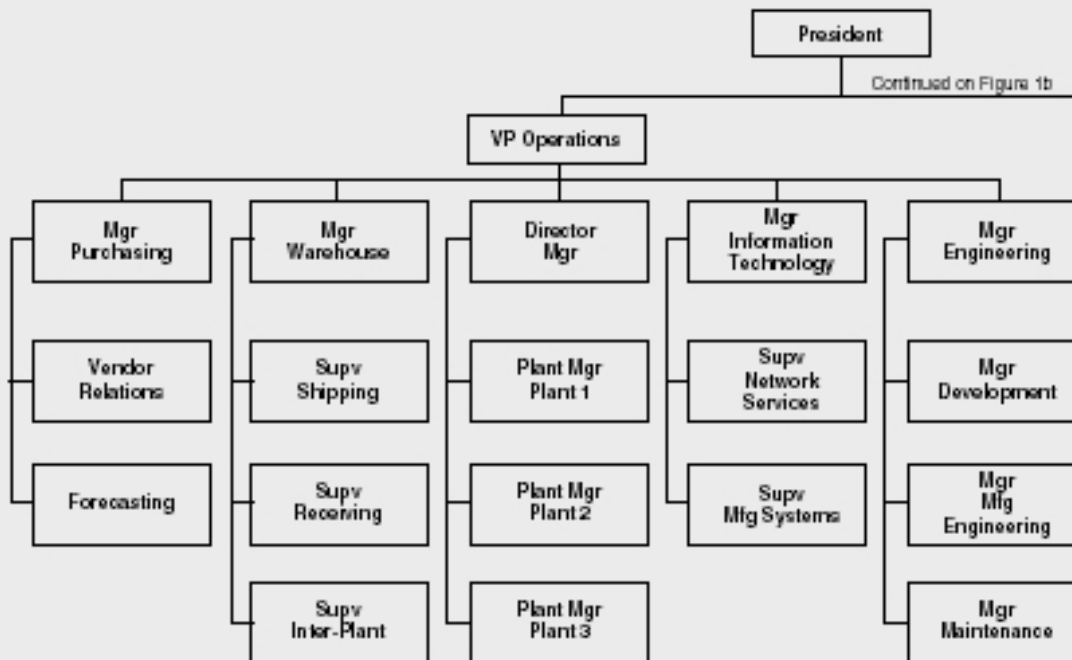 President
Continued on Figure 1b
VP Operations
Mgr
Purchasing
Mgr
Warehouse
Director
Mgr
Mgr
Information
Technology
Mgr
Engineering
Vendor
Relations
Supv
Shipping
Plant Mgr
Plant 1
Supv
Network
Services
Mgr
Development
Forecasting
Supv
Receiving
Plant Mgr
Plant 2
Supv
Mfg Systems
Mgr
Mfg
Engineering
Supv
Inter-Plant
Plant Mgr
Plant 3
Mgr
Maintenance